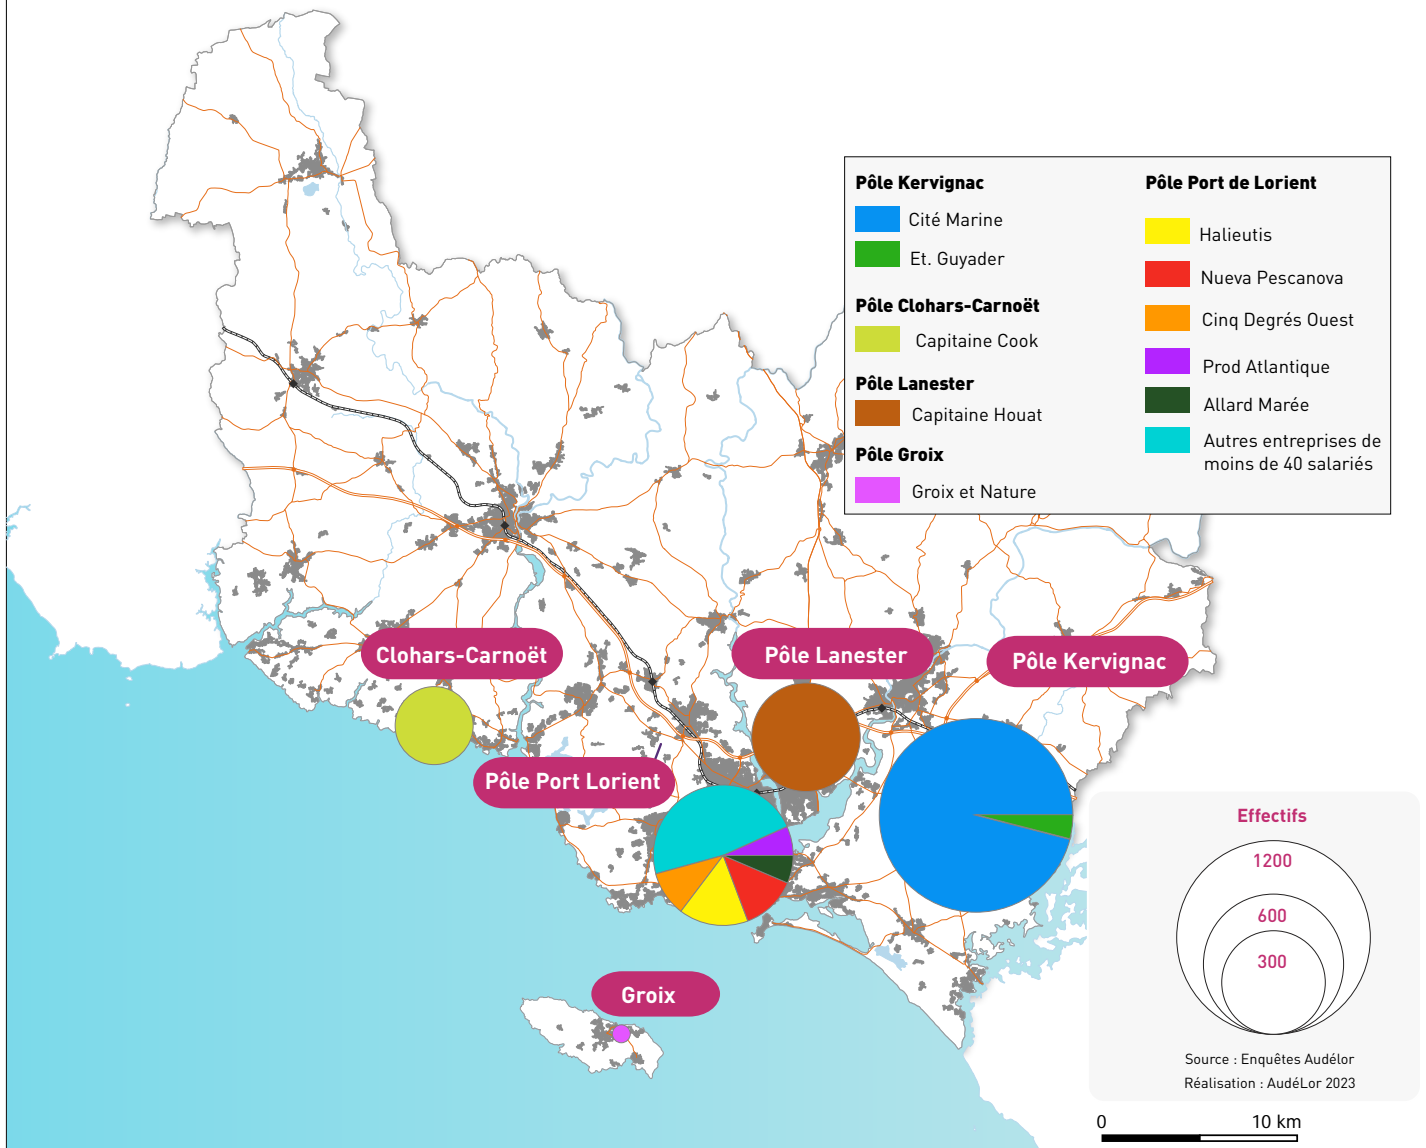 Pôle Kervignac
Cité Marine
Et. Guyader
Pôle Clohars-Carnoët
Capitaine Cook
Pôle Lanester
Capitaine Houat
Pôle Groix
Groix et Nature
Pôle Port de Lorient
Halieutis
Nueva Pescanova
Cinq Degrés Ouest
Prod Atlantique
Allard Marée
Autres entreprises de
moins de 40 salariés
Clohars-Carnoët
Pôle Lanester
Pôle Kervignac
Pôle Port Lorient
Groix
Effectifs
1200
600
300
Source : Enquêtes Audélor
Réalisation : AudéLor 2023
0 10 km